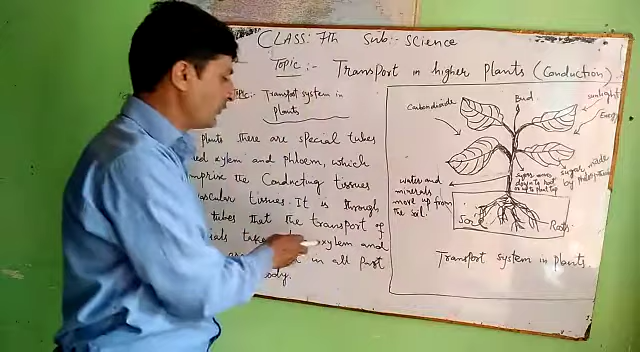 CLASS: 7th Sub:- Science
Topic:- Transport in higher Plants (Conduction)
Transport system in
Plants
Plants there are special tubes
xylem and phloem, which
the Conducting tissues
tissues. It is through
tubes that the transport of
xylem and
in all part
body.
Carbondioxide
Bud
sunlight
water and
minerals
move up from
the soil.
sugar made
by photosynthesis
Soil
Roots
Transport system in Plants.